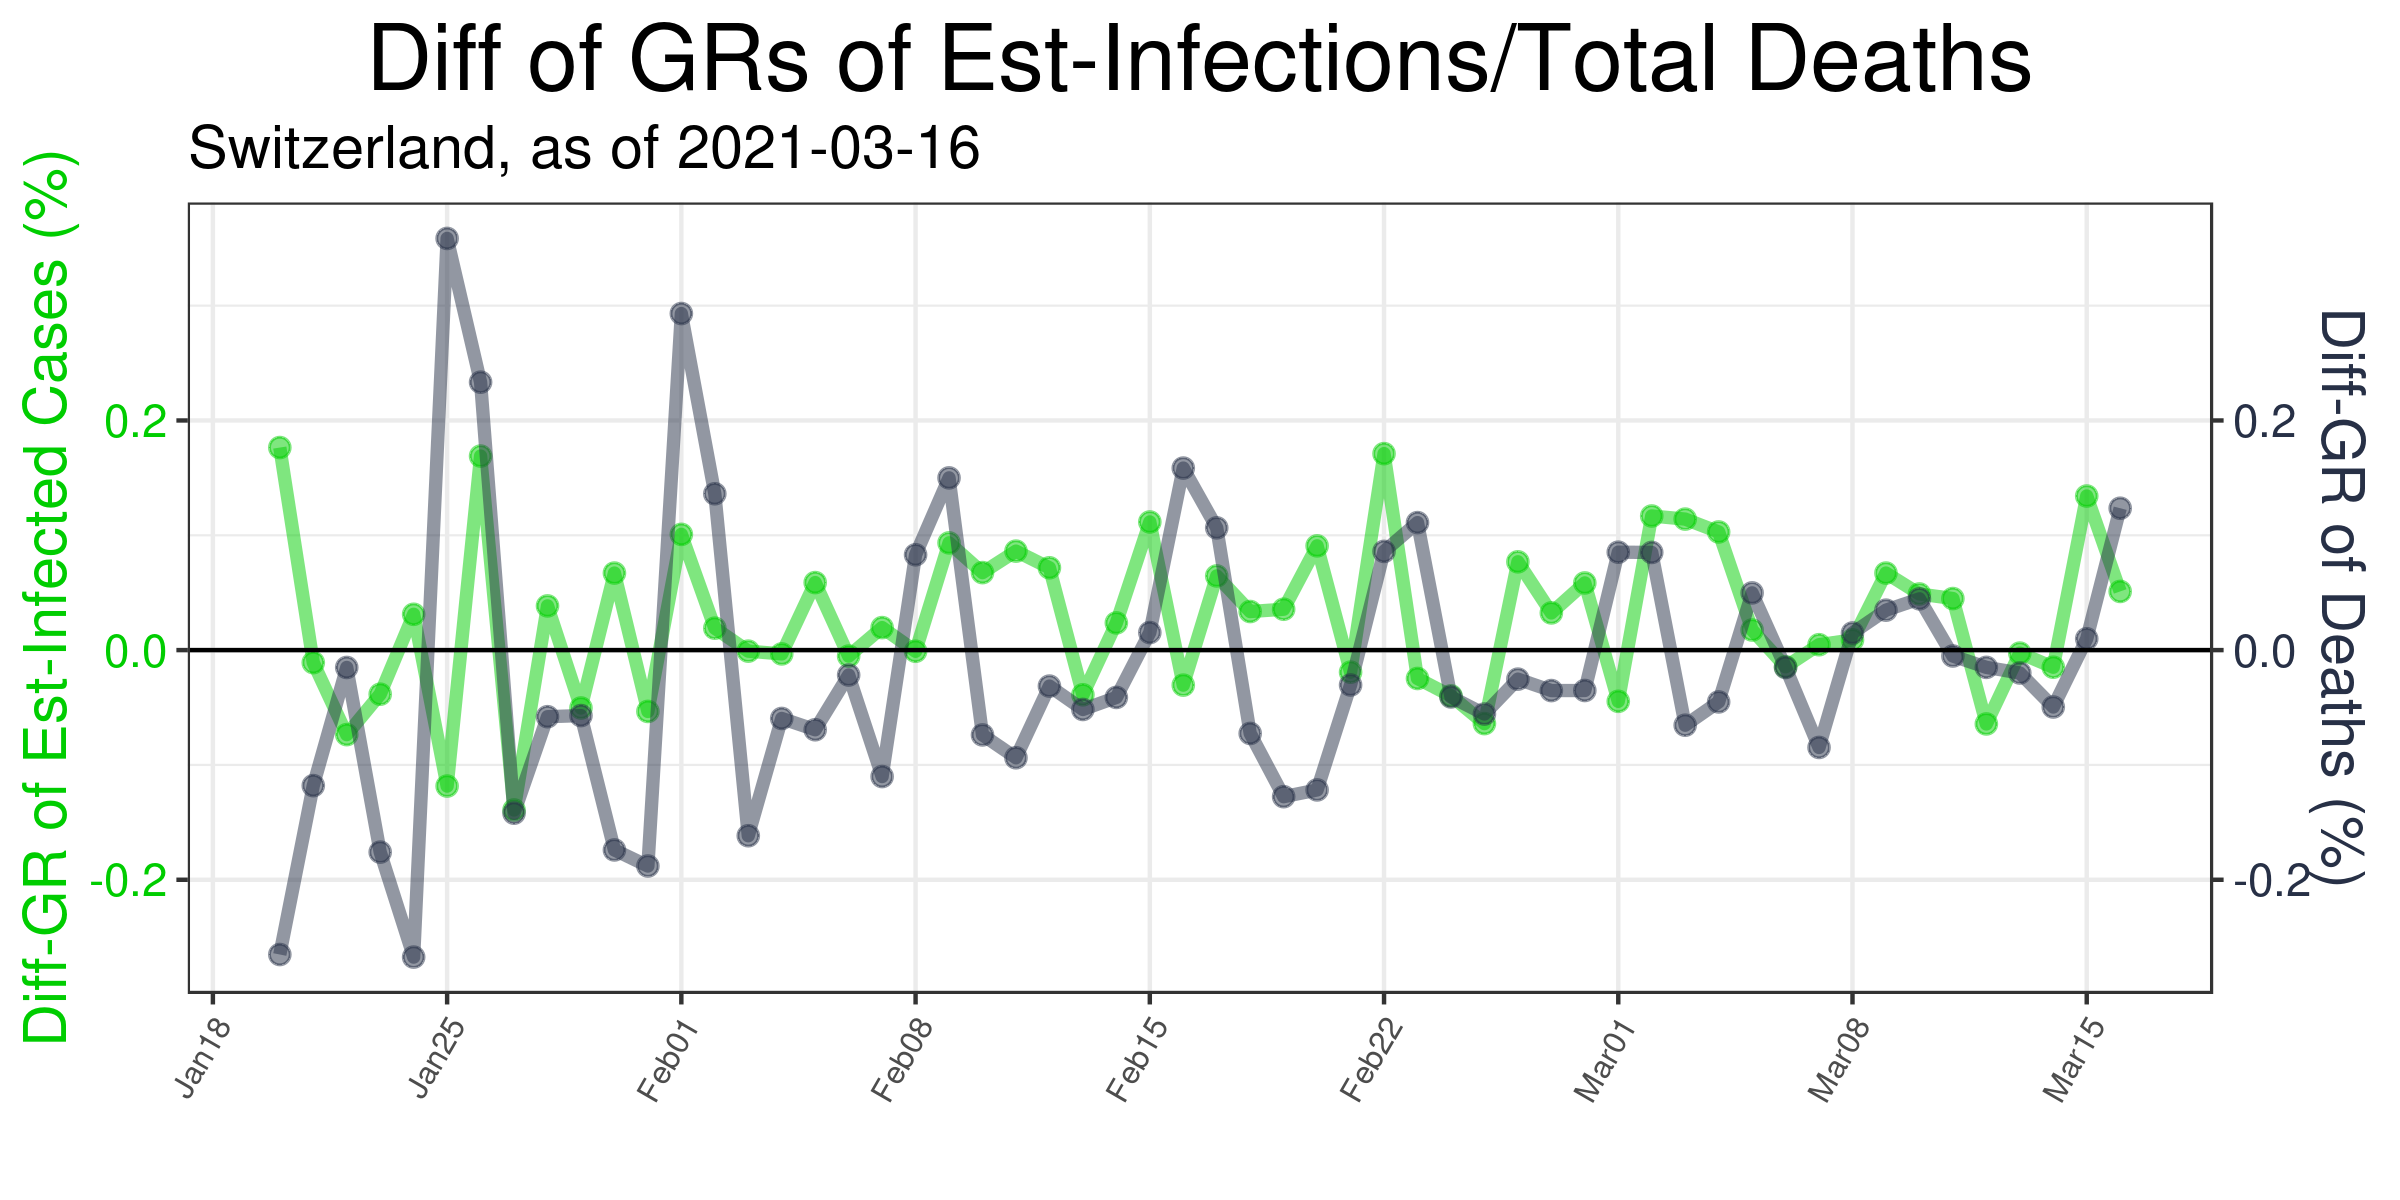 Diff of GRs of Est-Infections/Total Deaths
Switzerland, as of 2021-03-16
Diff-GR of Est-Infected Cases (%)
0.2
0.0
-0.2
0.2
0.0
-0.2
Diff-GR of Deaths (%)
Jan18
Jan25
Feb01
Feb08
Feb15
Feb22
Mar01
Mar08
Mar15